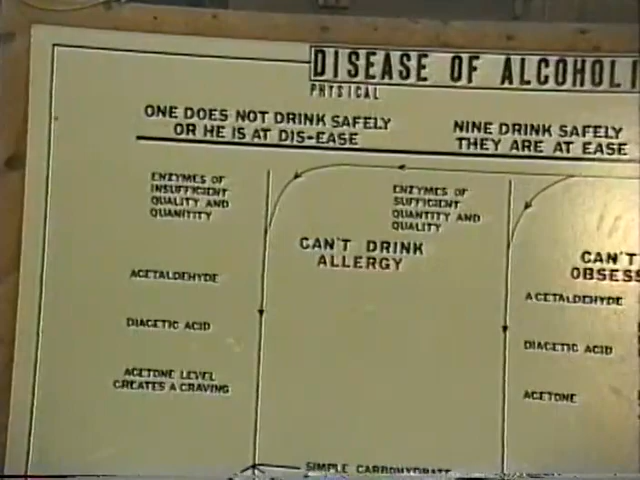 DISEASE OF ALCOHOLI
PHYSICAL
ONE DOES NOT DRINK SAFELY
OR HE IS AT DIS-EASE
NINE DRINK SAFELY
THEY ARE AT EASE
ENZYMES OF
INSUFFICIENT
QUALITY AND
QUANITITY
ENZYMES OF
SUFFICIENT
QUANTITY AND
QUALITY
CAN'T DRINK
ALLERGY
CAN'T
OBSESS
ACETALDEHYDE
DIACETIC ACID
ACETONE LEVEL
CREATES A CRAVING
ACETALDEHYDE
DIACETIC ACID
ACETONE
SIMPLE CARBOHYDRATE